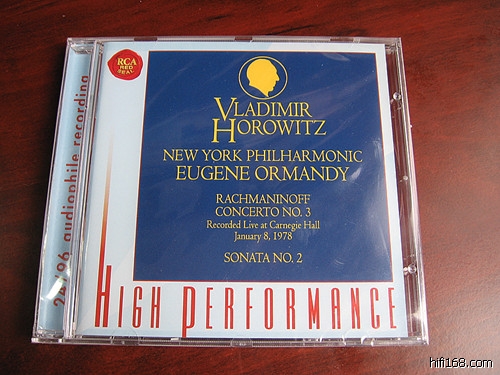 RCA
RED
SEAL
VLADIMIR
HOROWITZ
NEW YORK PHILHARMONIC
EUGENE ORMANDY
RACHMANINOFF
CONCERTO NO. 3
Recorded Live at Carnegie Hall
January 8, 1978
SONATA NO. 2
HIGH PERFORMANCE
24/96 audiophile recording
hifi168.com